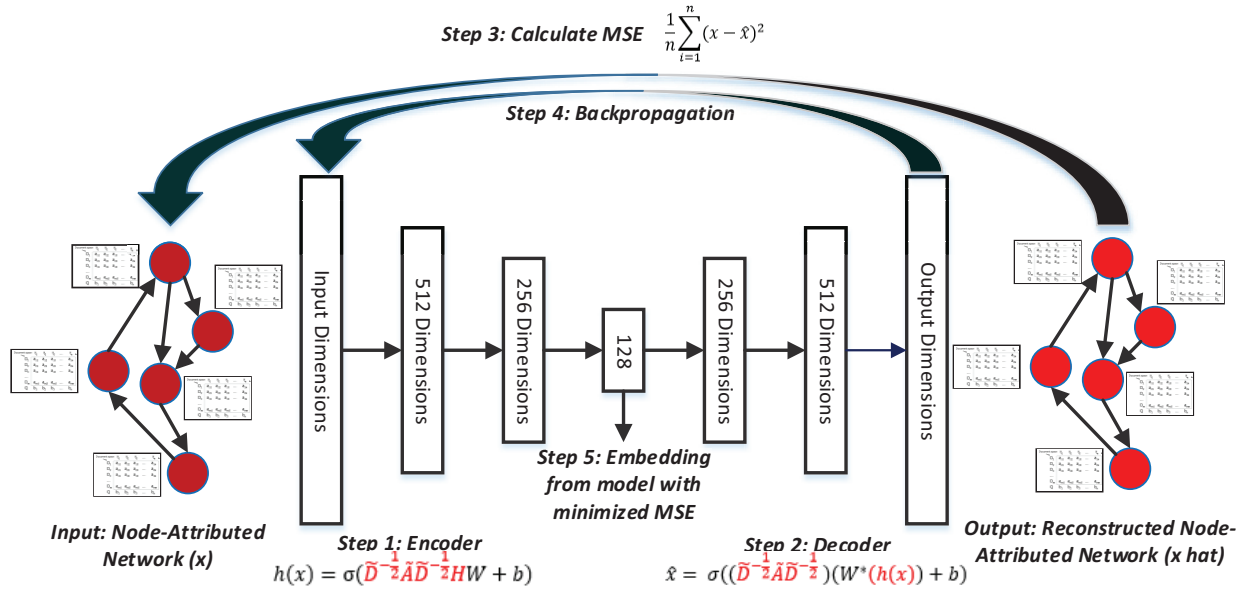 Step 3: Calculate MSE $\frac{1}{n}\sum_{i=1}^{n}(x-\hat{x})^2$
Step 4: Backpropagation
Input Dimensions
512 Dimensions
256 Dimensions
128
256 Dimensions
512 Dimensions
Output Dimensions
Step 5: Embedding
from model with
minimized MSE
Input: Node-Attributed
Network (x)
Output: Reconstructed Node-
Attributed Network (x hat)
Step 1: Encoder
$h(x) = \sigma(\tilde{D}^{-\frac{1}{2}}\tilde{A}\tilde{D}^{-\frac{1}{2}}HW + b)$
Step 2: Decoder
$\hat{x} = \sigma((\tilde{D}^{-\frac{1}{2}}\tilde{A}\tilde{D}^{-\frac{1}{2}})(W^*(h(x)) + b)$